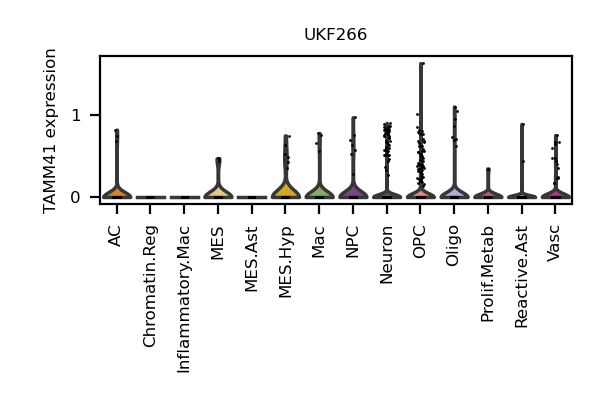 UKF266
TAMM41 expression
1
0
AC
Chromatin.Reg
Inflammatory.Mac
MES
MES.Ast
MES.Hyp
Mac
NPC
Neuron
OPC
Oligo
Prolif.Metab
Reactive.Ast
Vasc